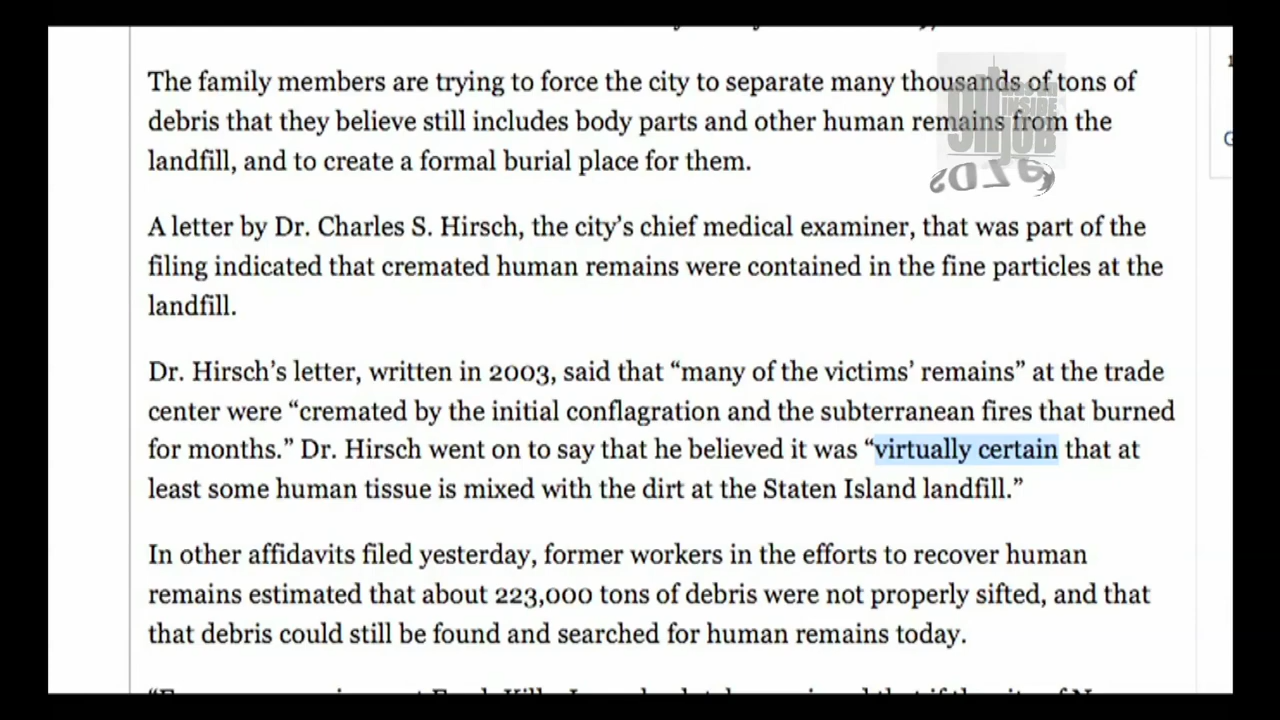 The family members are trying to force the city to separate many thousands of tons of
debris that they believe still includes body parts and other human remains from the
landfill, and to create a formal burial place for them.
A letter by Dr. Charles S. Hirsch, the city’s chief medical examiner, that was part of the
filing indicated that cremated human remains were contained in the fine particles at the
landfill.
Dr. Hirsch’s letter, written in 2003, said that “many of the victims’ remains” at the trade
center were “cremated by the initial conflagration and the subterranean fires that burned
for months.” Dr. Hirsch went on to say that he believed it was “virtually certain that at
least some human tissue is mixed with the dirt at the Staten Island landfill.”
In other affidavits filed yesterday, former workers in the efforts to recover human
remains estimated that about 223,000 tons of debris were not properly sifted, and that
that debris could still be found and searched for human remains today.
INSIDE
JOB